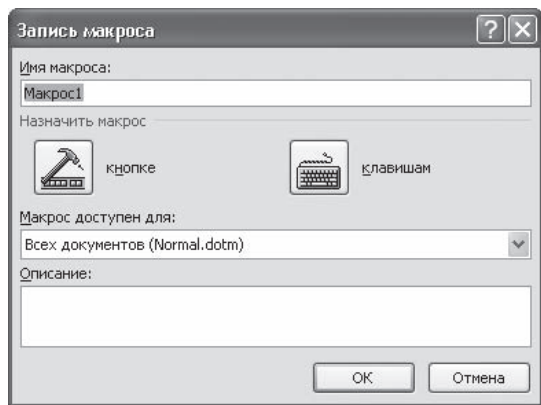 Запись макроса
Имя макроса:
Макрос1
Назначить макрос
кнопке
клавишам
Макрос доступен для:
Всех документов (Normal.dotm)
Описание:
ОК
Отмена